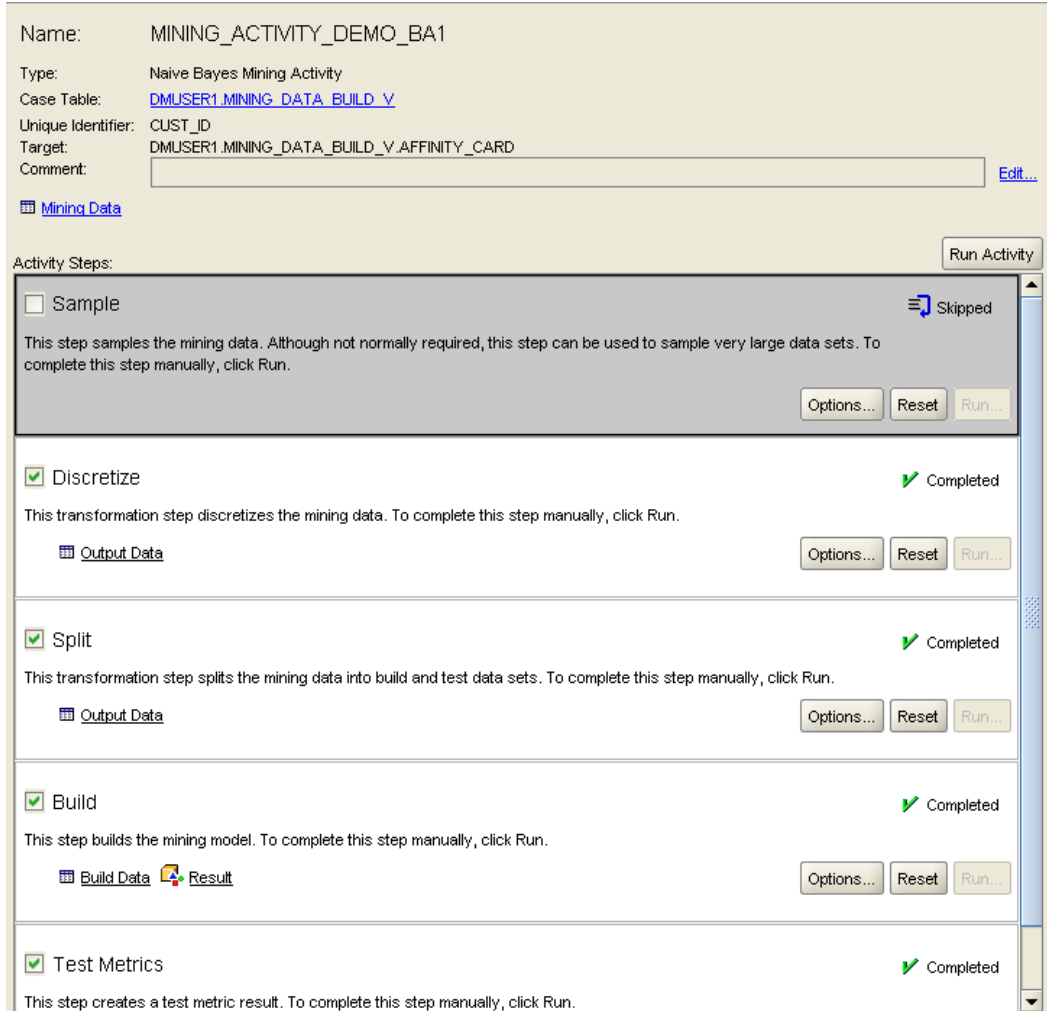 Name: MINING_ACTIVITY_DEMO_BA1
Type: Naive Bayes Mining Activity
Case Table: DMUSER1.MINING_DATA_BUILD_V
Unique Identifier: CUST_ID
Target: DMUSER1.MINING_DATA_BUILD_V.AFFINITY_CARD
Comment: Edit...
Mining Data
Run Activity
Activity Steps:
Sample Skipped
This step samples the mining data. Although not normally required, this step can be used to sample very large data sets. To
complete this step manually, click Run.
Options... Reset Run...
Discretize Completed
This transformation step discretizes the mining data. To complete this step manually, click Run.
Output Data Options... Reset Run...
Split Completed
This transformation step splits the mining data into build and test data sets. To complete this step manually, click Run.
Output Data Options... Reset Run...
Build Completed
This step builds the mining model. To complete this step manually, click Run.
Build Data Result Options... Reset Run...
Test Metrics Completed
This step creates a test metric result. To complete this step manually, click Run.